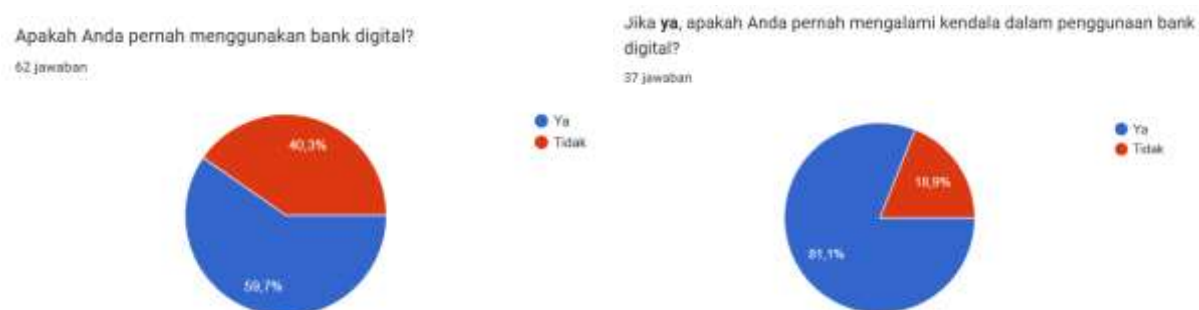 Apakah Anda pernah menggunakan bank digital?
62 jawaban
Ya
Tidak
40,3%
59,7%
Jika ya, apakah Anda pernah mengalami kendala dalam penggunaan bank
digital?
37 jawaban
Ya
Tidak
18,9%
81,1%